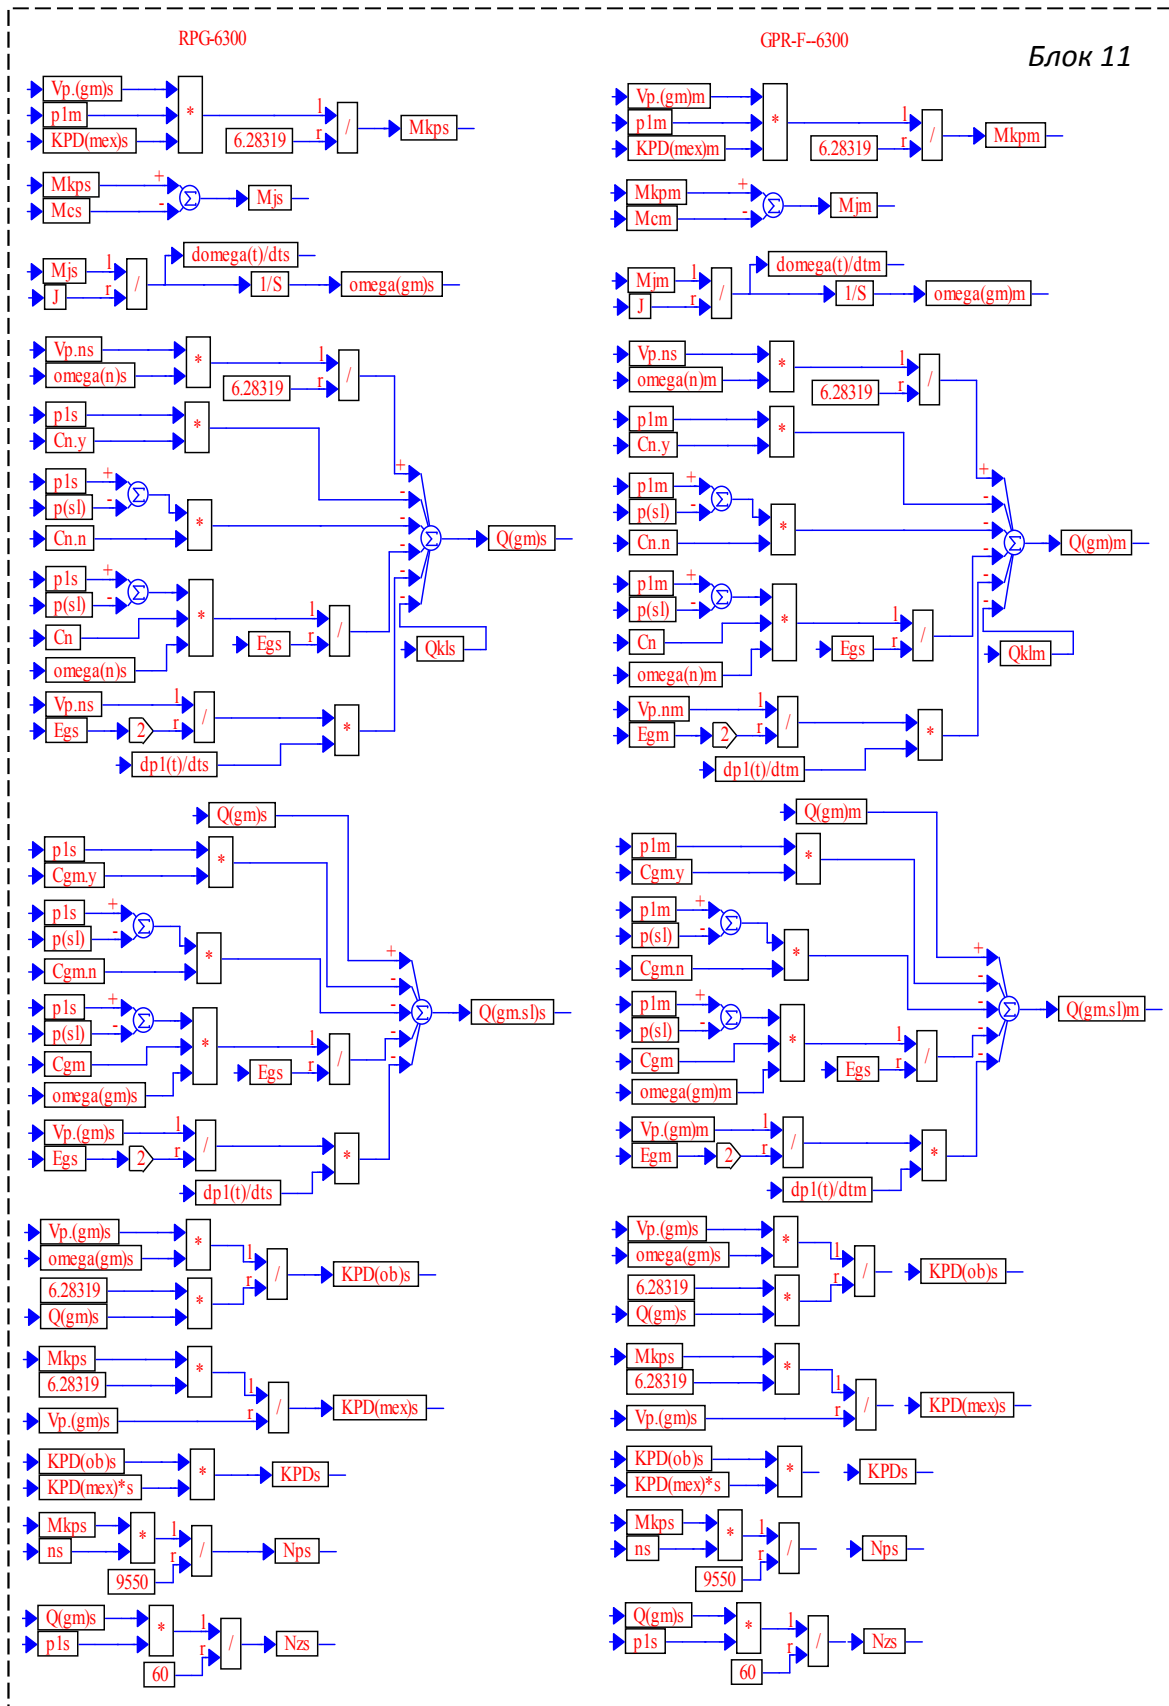 RPG-6300
GPR-F--6300
Блок 11
Vp.(gm)s
p1m
KPD(mex)s
*
l
r
6.28319
/
Mkps
Mkps
Mcs
+
-
Σ
Mjs
Mjs
J
l
r
/
domega(t)/dts
1/S
omega(gm)s
Vp.ns
omega(n)s
*
l
r
6.28319
/
p1s
Cn.y
*
p1s
p(sl)
+
-
Σ
Cn.n
*
p1s
p(sl)
+
-
Σ
Cn
omega(n)s
*
Egs
l
r
/
Qkls
Vp.ns
Egs
2
l
r
/
dp1(t)/dts
*
+
-
-
-
-
-
Σ
Q(gm)s
Q(gm)s
p1s
Cgm.y
*
p1s
p(sl)
+
-
Σ
Cgm.n
*
p1s
p(sl)
+
-
Σ
Cgm
omega(gm)s
*
Egs
l
r
/
Vp.(gm)s
Egs
2
l
r
/
dp1(t)/dts
*
+
-
-
-
-
Σ
Q(gm.sl)s
Vp.(gm)s
omega(gm)s
*
6.28319
Q(gm)s
*
l
r
/
KPD(ob)s
Mkps
6.28319
*
Vp.(gm)s
l
r
/
KPD(mex)s
KPD(ob)s
KPD(mex)*s
*
KPDs
Mkps
ns
*
9550
l
r
/
Nps
Q(gm)s
p1s
*
60
l
r
/
Nzs
Vp.(gm)m
p1m
KPD(mex)m
*
l
r
6.28319
/
Mkpm
Mkpm
Mcm
+
-
Σ
Mjm
Mjm
J
l
r
/
domega(t)/dtm
1/S
omega(gm)m
Vp.ns
omega(n)m
*
l
r
6.28319
/
p1m
Cn.y
*
p1m
p(sl)
+
-
Σ
Cn.n
*
p1m
p(sl)
+
-
Σ
Cn
omega(n)m
*
Egs
l
r
/
Qklm
Vp.nm
Egm
2
l
r
/
dp1(t)/dtm
*
+
-
-
-
-
-
Σ
Q(gm)m
Q(gm)m
p1m
Cgm.y
*
p1m
p(sl)
+
-
Σ
Cgm.n
*
p1m
p(sl)
+
-
Σ
Cgm
omega(gm)m
*
Egs
l
r
/
Vp.(gm)m
Egm
2
l
r
/
dp1(t)/dtm
*
+
-
-
-
-
Σ
Q(gm.sl)m
Vp.(gm)s
omega(gm)s
*
6.28319
Q(gm)s
*
l
r
/
KPD(ob)s
Mkps
6.28319
*
Vp.(gm)s
l
r
/
KPD(mex)s
KPD(ob)s
KPD(mex)*s
*
KPDs
Mkps
ns
*
9550
l
r
/
Nps
Q(gm)s
p1s
*
60
l
r
/
Nzs